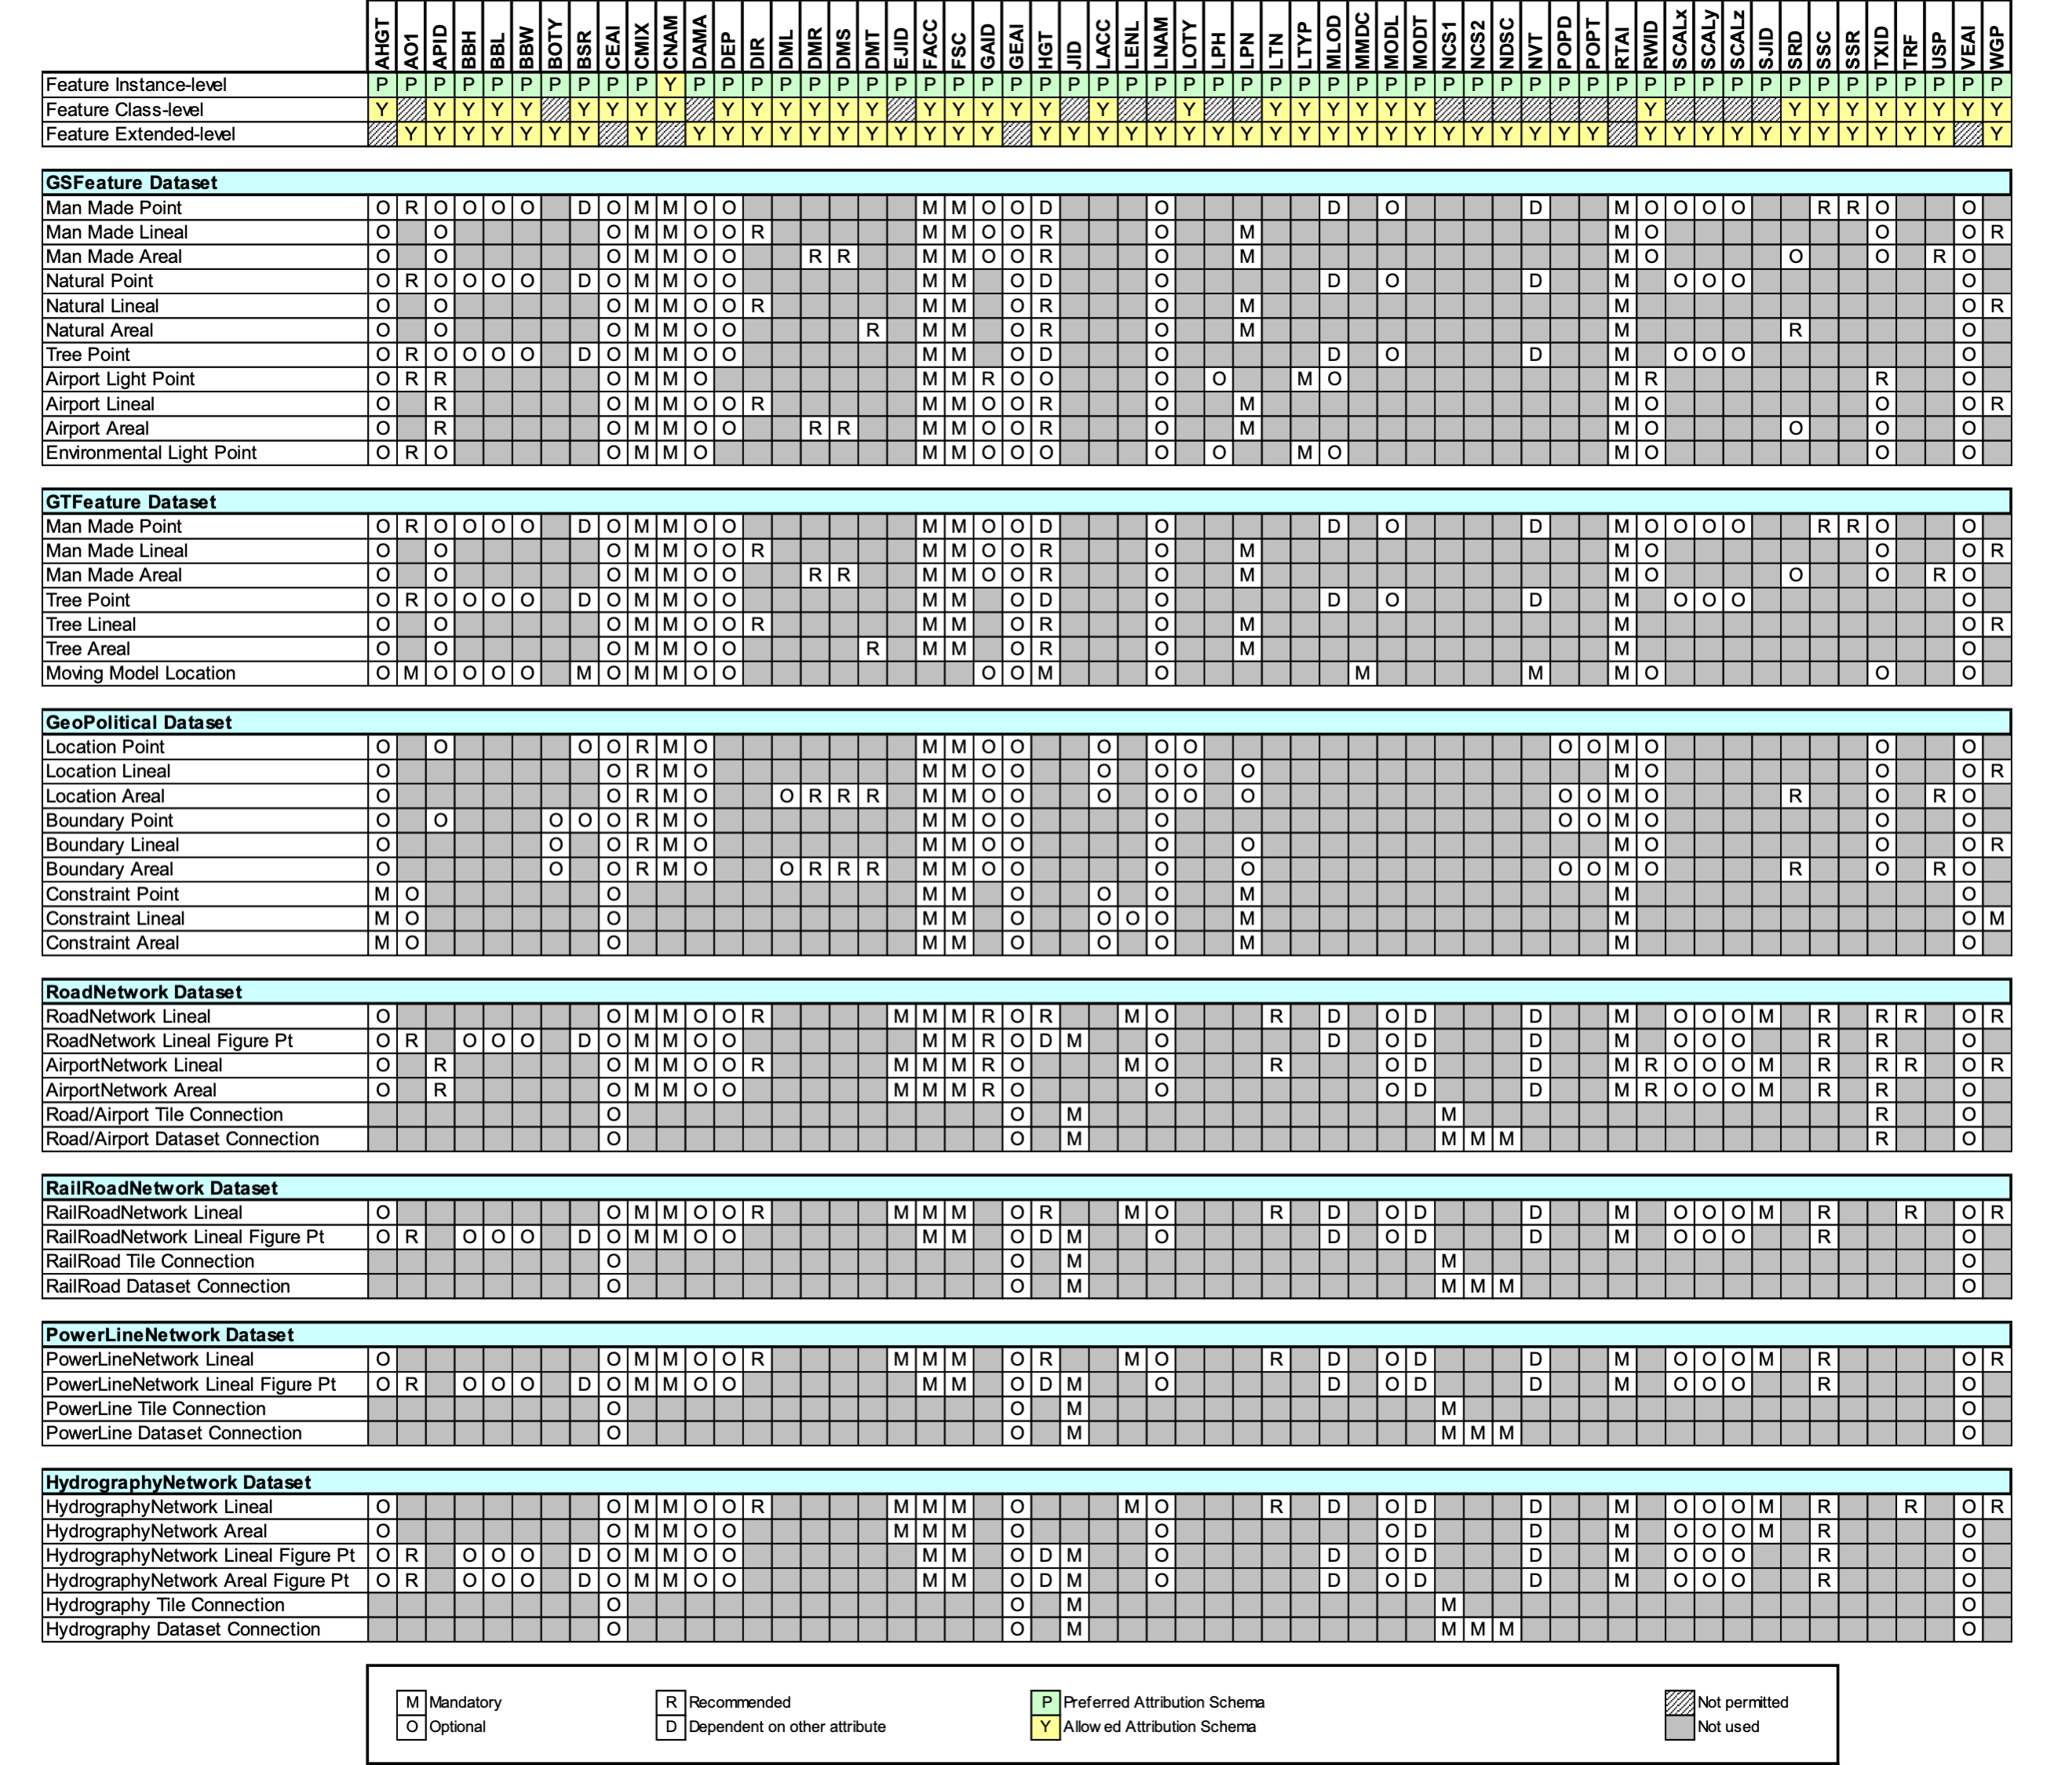 AHGT AO1 APID BBH BBL BBW BOTY BSR CEAI CMIX CNAM DAMA DEP DIR DML DMR DMS DMT EJID FACC FSC GAID GEAI HGT JID LACC LENL LNAM LOTY LPH LPN LTN LTYP MLOD MMDC MODL MODT NCS1 NCS2 NDSC NVT POPD POPT RTAI RWID SCALx SCALy SCALz SJID SRD SSC SSR TXID TRF USP VEAI WGP
Feature Instance-level P P P P P P P P P P Y P P P P P P P P P P P P P P P P P P P P P P P P P P P P P P P P P P P P P P P P P P P P P P
Feature Class-level Y Y Y Y Y Y Y Y Y Y Y Y Y Y Y Y Y Y Y Y Y Y Y Y Y Y Y Y Y Y Y Y Y Y Y Y Y
Feature Extended-level Y Y Y Y Y Y Y Y Y Y Y Y Y Y Y Y Y Y Y Y Y Y Y Y Y Y Y Y Y Y Y Y Y Y Y Y Y Y Y Y Y Y Y Y Y Y Y Y Y Y Y
GSFeature Dataset
Man Made Point O R O O O O D O M M O O M M O O D O D O D M O O O O R R O O
Man Made Lineal O O O M M O O R M M O O R O M M O O O R
Man Made Areal O O O M M O O R R M M O O R O M M O O O R O
Natural Point O R O O O O D O M M O O M M O D O D O D M O O O O
Natural Lineal O O O M M O O R M M O R O M M O R
Natural Areal O O O M M O O R M M O R O M M R O
Tree Point O R O O O O D O M M O O M M O D O D O D M O O O O
Airport Light Point O R R O M M O M M R O O O O M O M R R O
Airport Lineal O R O M M O O R M M O O R O M M O O O R
Airport Areal O R O M M O O R R M M O O R O M M O O O O
Environmental Light Point O R O O M M O M M O O O O O M O M O O O
GTFeature Dataset
Man Made Point O R O O O O D O M M O O M M O O D O D O D M O O O O R R O O
Man Made Lineal O O O M M O O R M M O O R O M M O O O R
Man Made Areal O O O M M O O R R M M O O R O M M O O O R O
Tree Point O R O O O O D O M M O O M M O D O D O D M O O O O
Tree Lineal O O O M M O O R M M O R O M M O R
Tree Areal O O O M M O O R M M O R O M M O
Moving Model Location O M O O O O M O M M O O O O M O M M M O O O
GeoPolitical Dataset
Location Point O O O O R M O M M O O O O O O O M O O O
Location Lineal O O R M O M M O O O O O O M O O O R
Location Areal O O R M O O R R R M M O O O O O O O O M O R O R O
Boundary Point O O O O O R M O M M O O O O O M O O O
Boundary Lineal O O O R M O M M O O O O M O O O R
Boundary Areal O O O R M O O R R R M M O O O O O O M O R O R O
Constraint Point M O O M M O O O M M O
Constraint Lineal M O O M M O O O O M M O M
Constraint Areal M O O M M O O O M M O
RoadNetwork Dataset
RoadNetwork Lineal O O M M O O R M M M R O R M O R D O D D M O O O M R R R O R
RoadNetwork Lineal Figure Pt O R O O O D O M M O O M M R O D M O D O D D M O O O R R O
AirportNetwork Lineal O R O M M O O R M M M R O M O R O D D M R O O O M R R R O R
AirportNetwork Areal O R O M M O O M M M R O O O D D M R O O O M R R O
Road/Airport Tile Connection O O M M R O
Road/Airport Dataset Connection O O M M M M R O
RailRoadNetwork Dataset
RailRoadNetwork Lineal O O M M O O R M M M O R M O R D O D D M O O O M R R O R
RailRoadNetwork Lineal Figure Pt O R O O O D O M M O O M M O D M O D O D D M O O O R O
RailRoad Tile Connection O O M M O
RailRoad Dataset Connection O O M M M M O
PowerLineNetwork Dataset
PowerLineNetwork Lineal O O M M O O R M M M O R M O R D O D D M O O O M R O R
PowerLineNetwork Lineal Figure Pt O R O O O D O M M O O M M O D M O D O D D M O O O R O
PowerLine Tile Connection O O M M O
PowerLine Dataset Connection O O M M M M O
HydrographyNetwork Dataset
HydrographyNetwork Lineal O O M M O O R M M M O M O R D O D D M O O O M R R O R
HydrographyNetwork Areal O O M M O O M M M O O O D D M O O O M R O
HydrographyNetwork Lineal Figure Pt O R O O O D O M M O O M M O D M O D O D D M O O O R O
HydrographyNetwork Areal Figure Pt O R O O O D O M M O O M M O D M O D O D D M O O O R O
Hydrography Tile Connection O O M M O
Hydrography Dataset Connection O O M M M M O
M Mandatory R Recommended P Preferred Attribution Schema Not permitted
O Optional D Dependent on other attribute Y Allowed Attribution Schema Not used